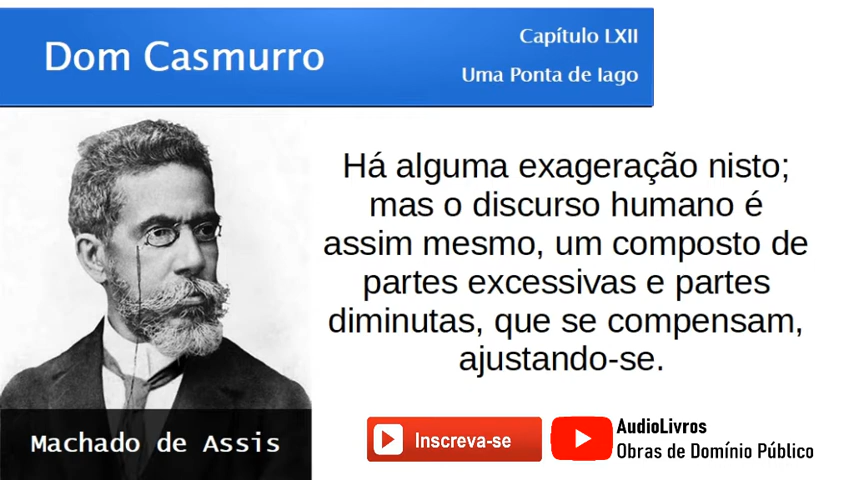 Dom Casmurro
Capítulo LXII
Uma Ponta de Iago
Há alguma exageração nisto;
mas o discurso humano é
assim mesmo, um composto de
partes excessivas e partes
diminutas, que se compensam,
ajustando-se.
Machado de Assis
Inscreva-se
AudioLivros
Obras de Domínio Público